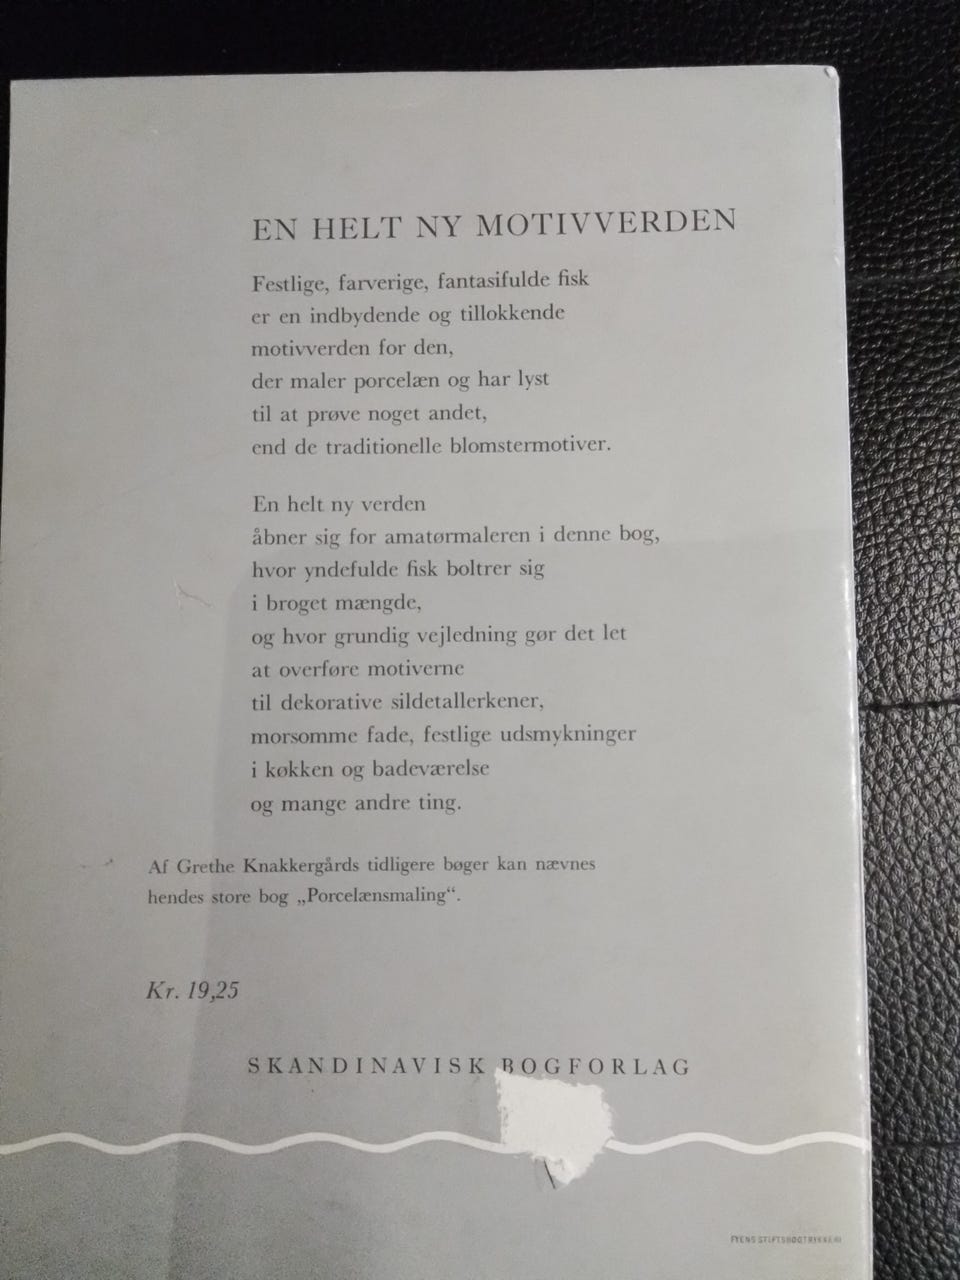 EN HELT NY MOTIVVERDEN
Festlige, farverige, fantasifulde fisk
er en indbydende og tillokkende
motivverden for den,
der maler porcelæn og har lyst
til at prøve noget andet,
end de traditionelle blomstermotiver.
En helt ny verden
åbner sig for amatørmaleren i denne bog,
hvor yndefulde fisk boltrer sig
i broget mængde,
og hvor grundig vejledning gør det let
at overføre motiverne
til dekorative sildetallerkener,
morsomme fade, festlige udsmykninger
i køkken og badeværelse
og mange andre ting.
Af Grethe Knakkergårds tidligere bøger kan nævnes
hendes store bog „Porcelænsmaling“.
Kr. 19,25
SKANDINAVISK BOGFORLAG
FYENS STIFTSBOGTRYKKERI